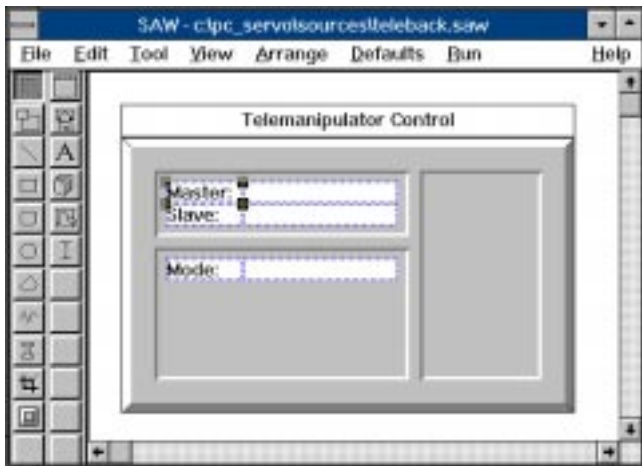 SAW - c:\pc_servo\sources\teleback.saw
File Edit Tool View Arrange Defaults Run Help
A
Telemanipulator Control
Master:
Slave:
Mode: